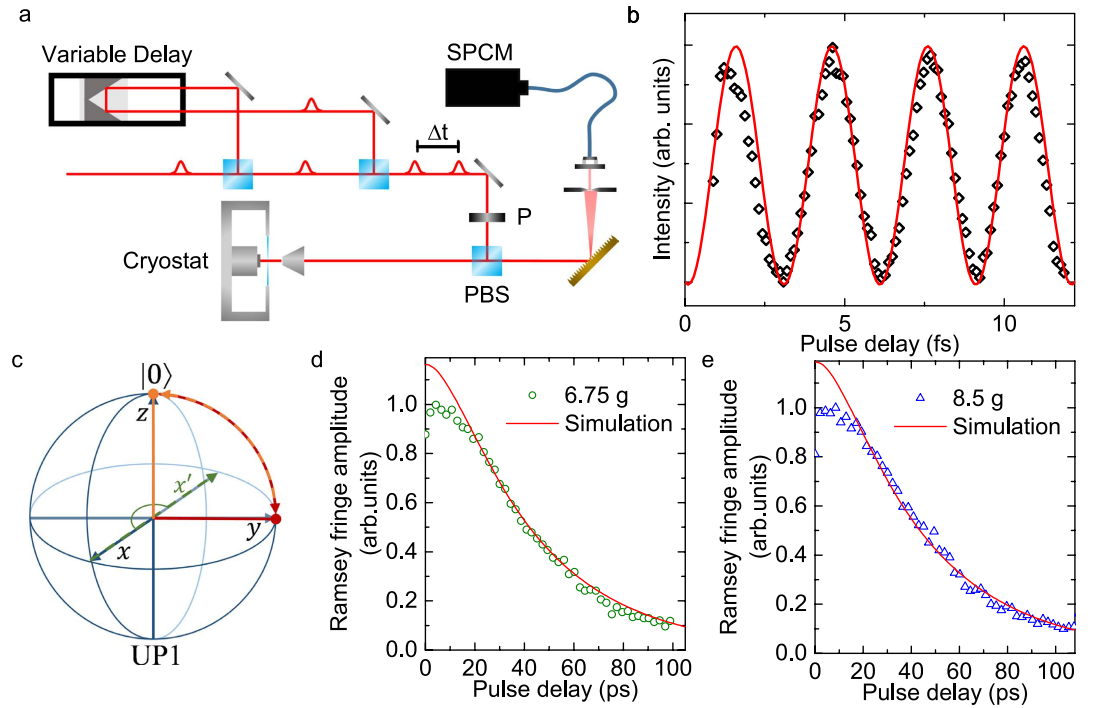 a
Variable Delay
SPCM
Δt
P
Cryostat
PBS
b
Intensity (arb. units)
0
5
10
Pulse delay (fs)
c
|0⟩
z
x′
y
x
UP1
d
6.75 g
Simulation
Ramsey fringe amplitude
(arb.units)
1.0
0.8
0.6
0.4
0.2
0.0
0
20
40
60
80
100
Pulse delay (ps)
e
8.5 g
Simulation
Ramsey fringe amplitude
(arb.units)
1.0
0.8
0.6
0.4
0.2
0.0
0
20
40
60
80
100
Pulse delay (ps)